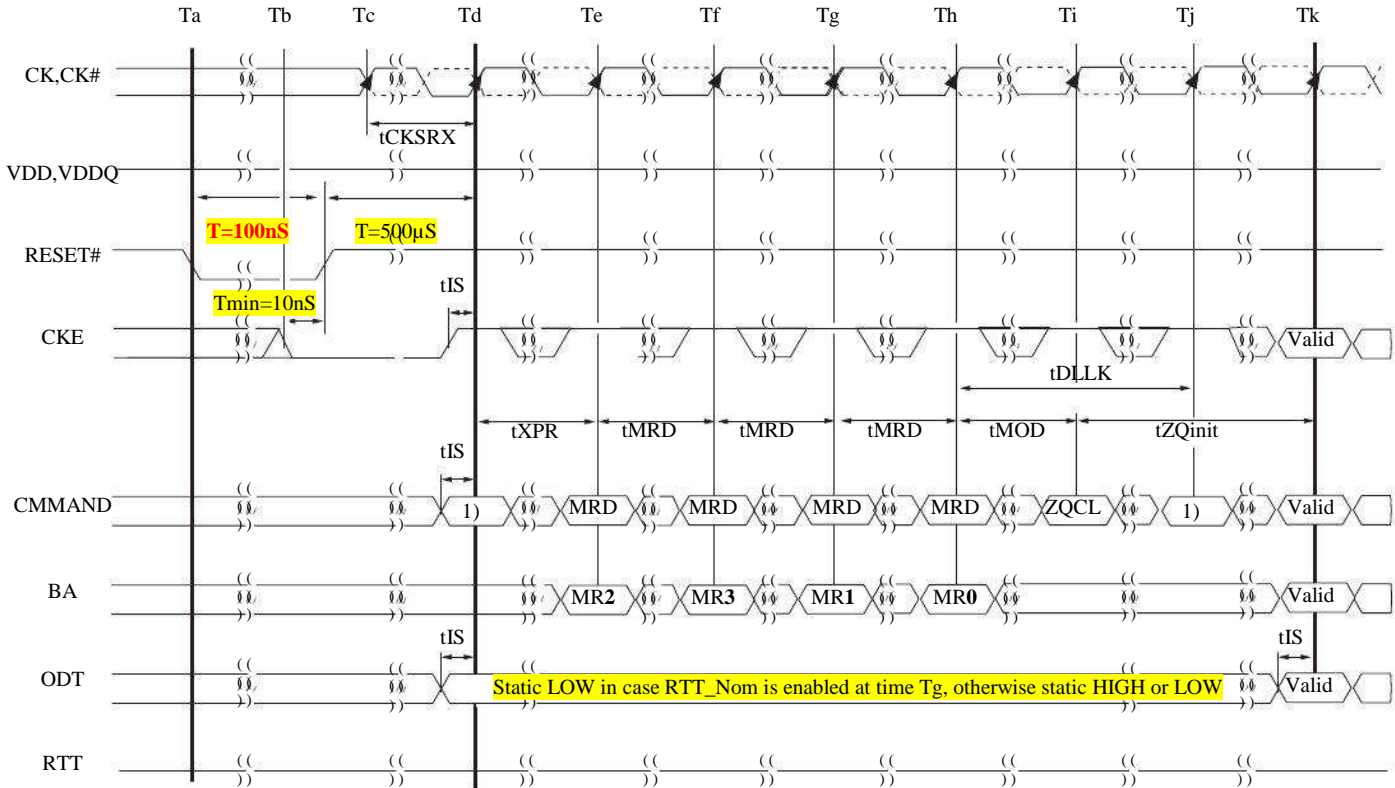 Ta Tb Tc Td Te Tf Tg Th Ti Tj Tk
CK,CK#
tCKSRX
VDD,VDDQ
T=100nS T=500µS
RESET#
Tmin=10nS tIS
CKE Valid
tDLLK
tXPR tMRD tMRD tMRD tMOD tZQinit
tIS
CMMAND 1) MRD MRD MRD MRD ZQCL 1) Valid
BA MR2 MR3 MR1 MR0 Valid
tIS tIS
ODT Static LOW in case RTT_Nom is enabled at time Tg, otherwise static HIGH or LOW Valid
RTT